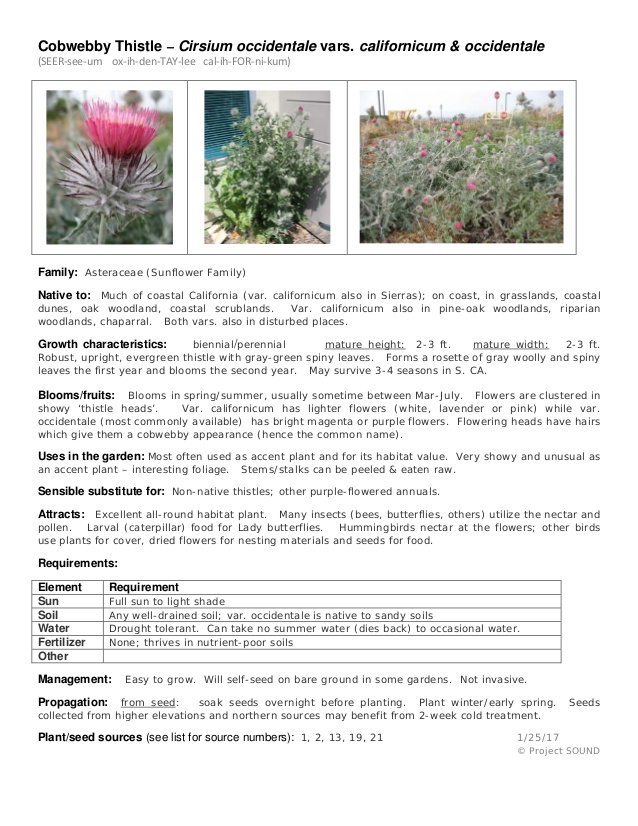 Cobwebby Thistle – Cirsium occidentale vars. californicum & occidentale
(SEER-see-um ox-ih-den-TAY-lee cal-ih-FOR-ni-kum)
Family: Asteraceae (Sunflower Family)
Native to: Much of coastal California (var. californicum also in Sierras); on coast, in grasslands, coastal
dunes, oak woodland, coastal scrublands. Var. californicum also in pine-oak woodlands, riparian
woodlands, chaparral. Both vars. also in disturbed places.
Growth characteristics: biennial/perennial mature height: 2-3 ft. mature width: 2-3 ft.
Robust, upright, evergreen thistle with gray-green spiny leaves. Forms a rosette of gray woolly and spiny
leaves the first year and blooms the second year. May survive 3-4 seasons in S. CA.
Blooms/fruits: Blooms in spring/summer, usually sometime between Mar-July. Flowers are clustered in
showy ‘thistle heads’. Var. californicum has lighter flowers (white, lavender or pink) while var.
occidentale (most commonly available) has bright magenta or purple flowers. Flowering heads have hairs
which give them a cobwebby appearance (hence the common name).
Uses in the garden: Most often used as accent plant and for its habitat value. Very showy and unusual as
an accent plant – interesting foliage. Stems/stalks can be peeled & eaten raw.
Sensible substitute for: Non-native thistles; other purple-flowered annuals.
Attracts: Excellent all-round habitat plant. Many insects (bees, butterflies, others) utilize the nectar and
pollen. Larval (caterpillar) food for Lady butterflies. Hummingbirds nectar at the flowers; other birds
use plants for cover, dried flowers for nesting materials and seeds for food.
Requirements:
Element Requirement
Sun Full sun to light shade
Soil Any well-drained soil; var. occidentale is native to sandy soils
Water Drought tolerant. Can take no summer water (dies back) to occasional water.
Fertilizer None; thrives in nutrient-poor soils
Other
Management: Easy to grow. Will self-seed on bare ground in some gardens. Not invasive.
Propagation: from seed: soak seeds overnight before planting. Plant winter/early spring. Seeds
collected from higher elevations and northern sources may benefit from 2-week cold treatment.
Plant/seed sources (see list for source numbers): 1, 2, 13, 19, 21 1/25/17
© Project SOUND